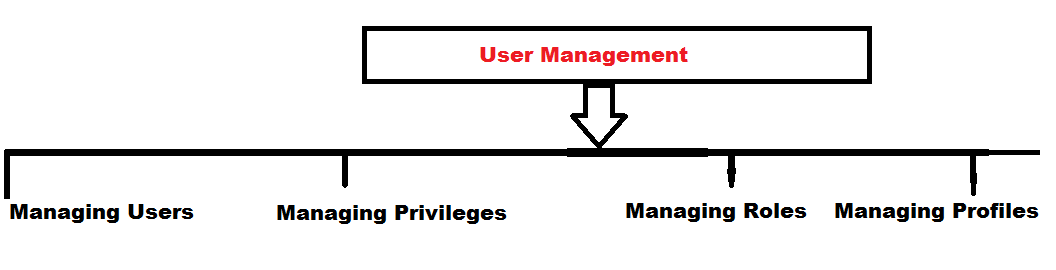 User Management
Managing Users
Managing Privileges
Managing Roles
Managing Profiles